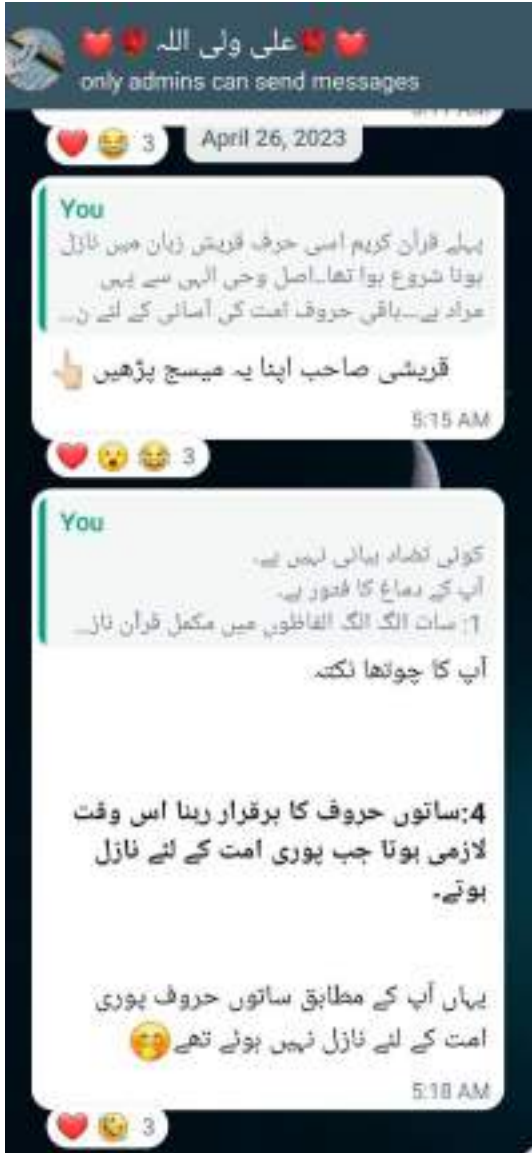 ❤️🌹علی ولی اللہ🌹❤️
only admins can send messages
❤️😂 3
April 26, 2023
You
پہلے قرآن کریم اسی حرف قریش زبان میں نازل
ہونا شروع ہوا تھا۔اصل وحی الہی سے یہی
مراد ہے۔۔۔باقی حروف امت کی آسانی کے لئے ن...
قریشی صاحب اپنا یہ میسج پڑھیں 👆🏻
5:15 AM
❤️😮😂 3
You
کوئی تضاد بیانی نہیں ہے۔
آپ کے دماغ کا فتور ہے۔
1: سات الگ الگ الفاظوں میں مکمل قرآن ناز...
آپ کا چوتھا نکتہ
4:ساتوں حروف کا برقرار رہنا اس وقت
لازمی ہوتا جب پوری امت کے لئے نازل
ہوتے۔
یہاں آپ کے مطابق ساتوں حروف پوری
امت کے لئے نازل نہیں ہوئے تھے🤭
5:18 AM
❤️🤣 3